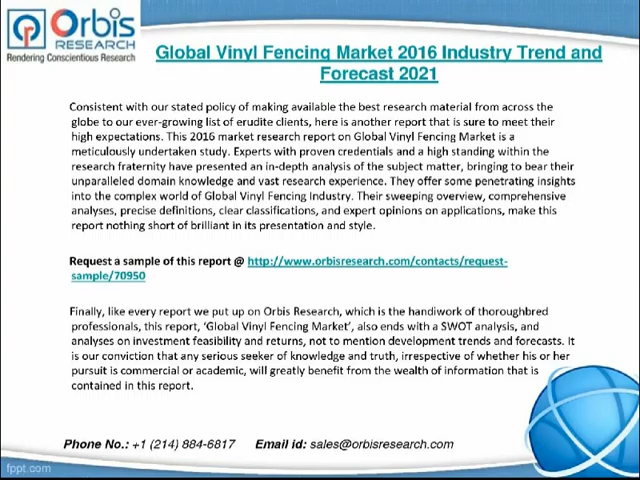 Orbis
RESEARCH
Rendering Conscientious Research
Global Vinyl Fencing Market 2016 Industry Trend and
Forecast 2021
Consistent with our stated policy of making available the best research material from across the
globe to our ever-growing list of erudite clients, here is another report that is sure to meet their
high expectations. This 2016 market research report on Global Vinyl Fencing Market is a
meticulously undertaken study. Experts with proven credentials and a high standing within the
research fraternity have presented an in-depth analysis of the subject matter, bringing to bear their
unparalleled domain knowledge and vast research experience. They offer some penetrating insights
into the complex world of Global Vinyl Fencing Industry. Their sweeping overview, comprehensive
analyses, precise definitions, clear classifications, and expert opinions on applications, make this
report nothing short of brilliant in its presentation and style.
Request a sample of this report @ http://www.orbisresearch.com/contacts/request-
sample/70950
Finally, like every report we put up on Orbis Research, which is the handiwork of thoroughbred
professionals, this report, ‘Global Vinyl Fencing Market’, also ends with a SWOT analysis, and
analyses on investment feasibility and returns, not to mention development trends and forecasts. It
is our conviction that any serious seeker of knowledge and truth, irrespective of whether his or her
pursuit is commercial or academic, will greatly benefit from the wealth of information that is
contained in this report.
Phone No.: +1 (214) 884-6817 Email id: sales@orbisresearch.com
fppt.com